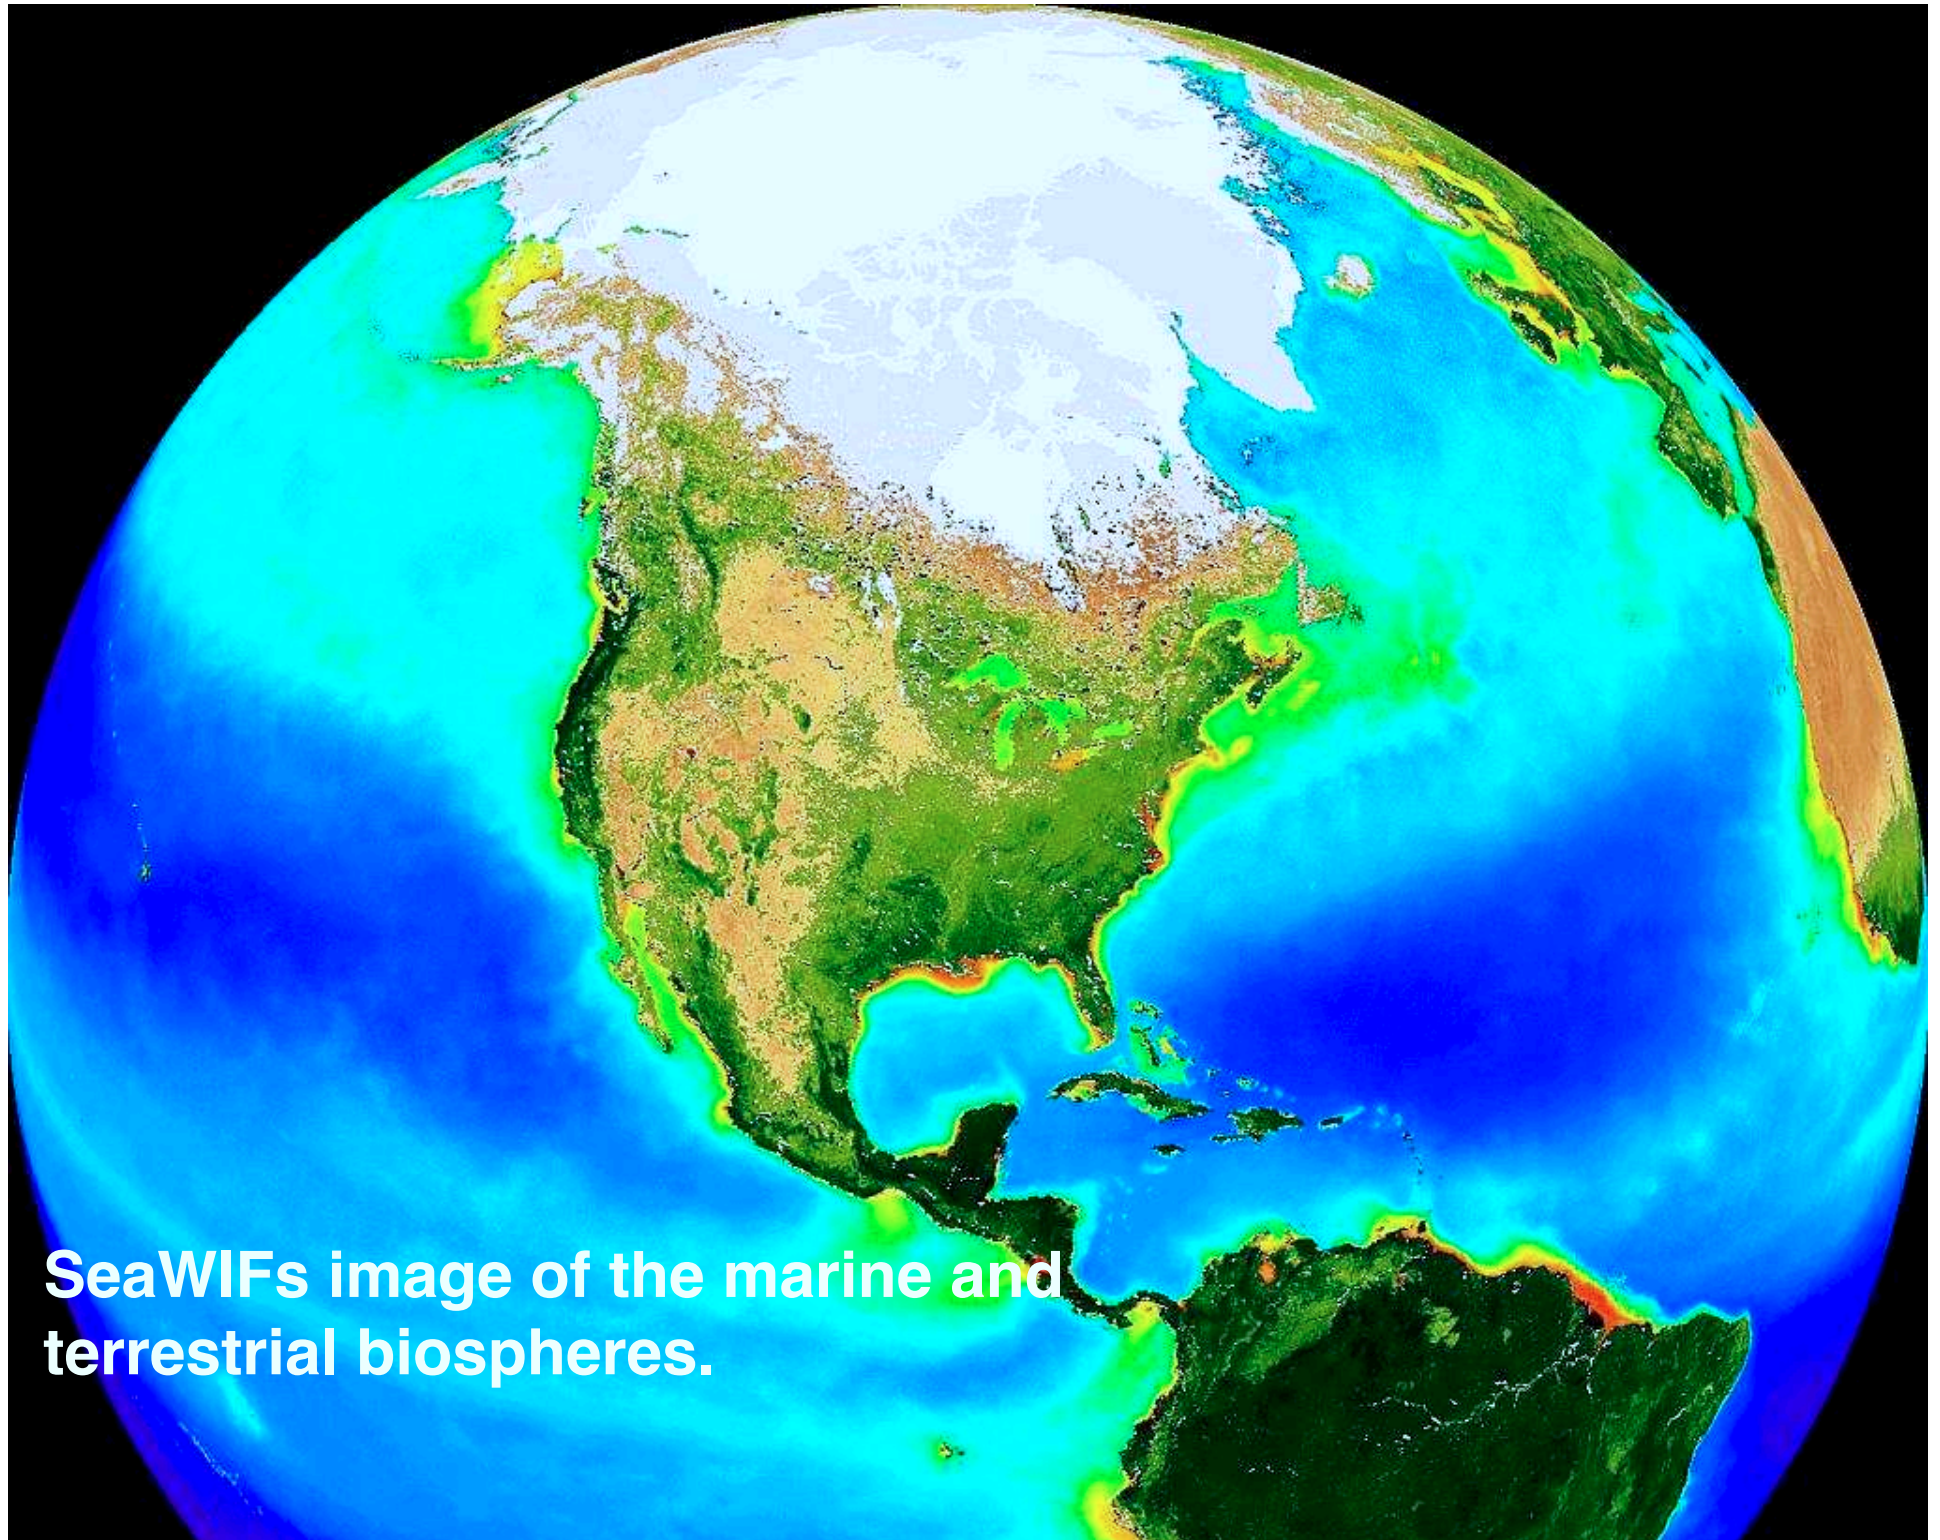 SeaWIFs image of the marine and
terrestrial biospheres.